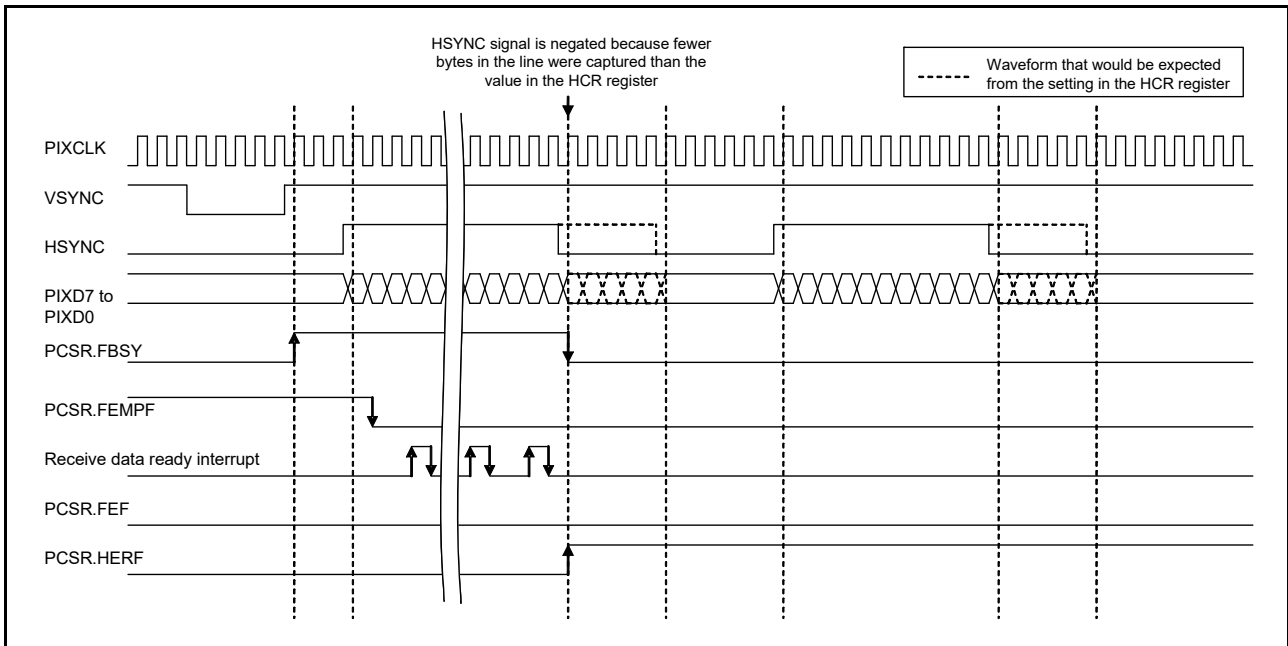 HSYNC signal is negated because fewer
bytes in the line were captured than the
value in the HCR register
Waveform that would be expected
from the setting in the HCR register
PIXCLK
VSYNC
HSYNC
PIXD7 to
PIXD0
PCSR.FBSY
PCSR.FEMPF
Receive data ready interrupt
PCSR.FEF
PCSR.HERF